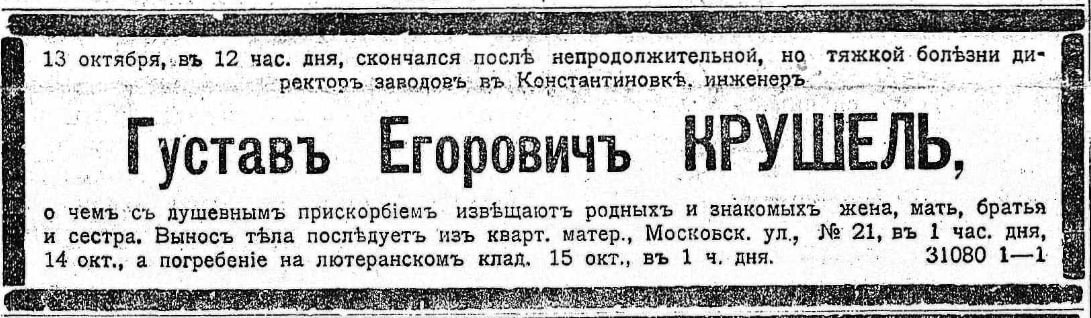 13 октября, въ 12 час. дня, скончался послѣ непродолжительной, но тяжкой болѣзни ди-
ректоръ заводовъ въ Константиновкѣ, инженеръ
Густавъ Егоровичъ КРУШЕЛЬ,
о чемъ съ душевнымъ прискорбіемъ извѣщаютъ родныхъ и знакомыхъ жена, мать, братья
и сестра. Выносъ тѣла послѣдуетъ изъ кварт. матер., Московск. ул., № 21, въ 1 час. дня,
14 окт., а погребеніе на лютеранскомъ клад. 15 окт., въ 1 ч. дня. 31080 1—1